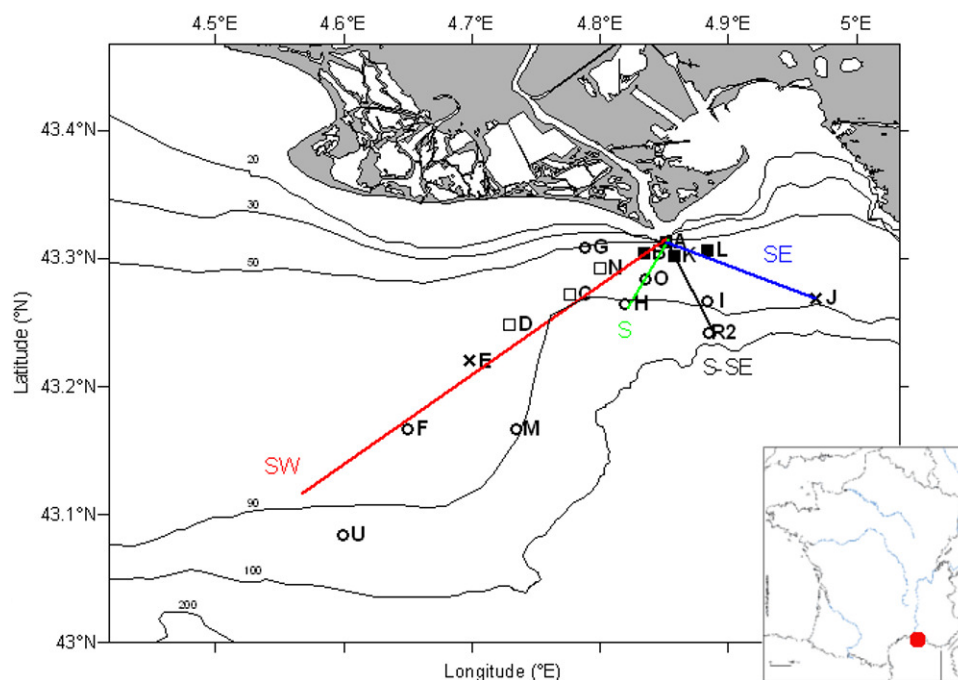 4.5°E 4.6°E 4.7°E 4.8°E 4.9°E 5°E
43.4°N
20
30
A
43.3°N
G
B
K
L
SE
50
N
O
C
J
H
I
D
S
R2
E
S-SE
43.2°N
F
M
SW
90
43.1°N
U
100
200
43°N
Latitude (°N)
Longitude (°E)